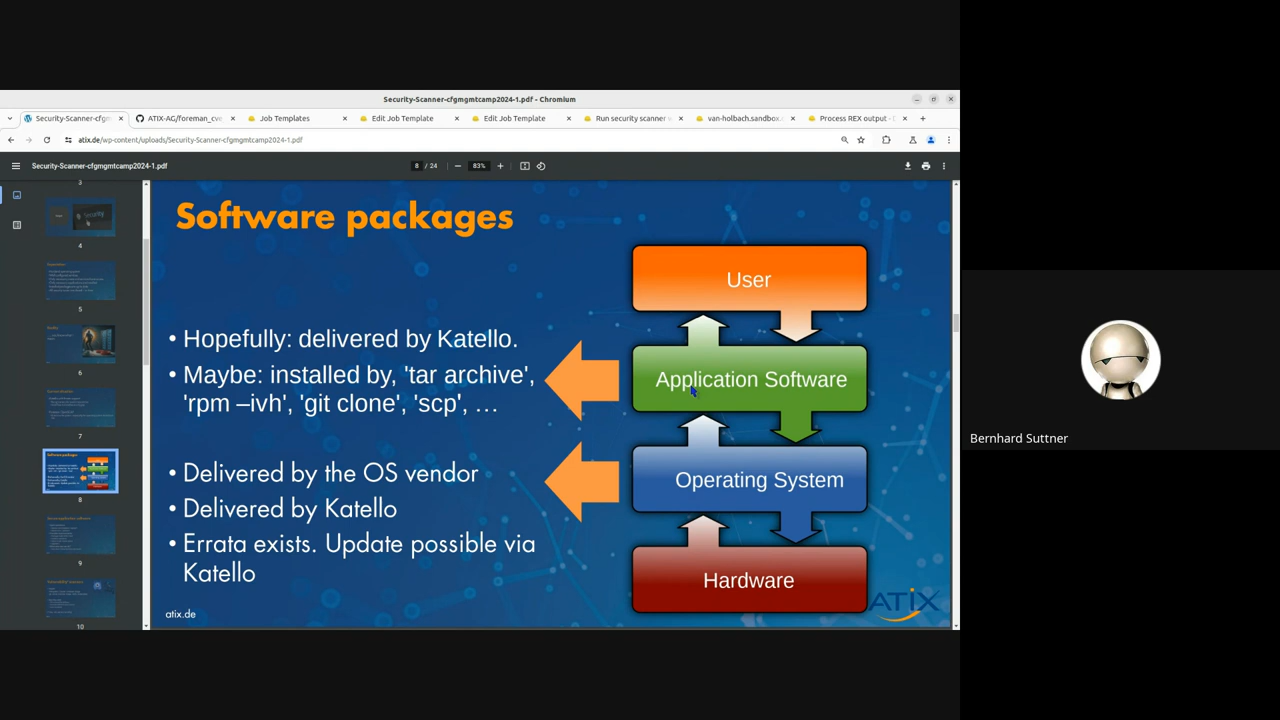 Security-Scanner-cfgmgmtcamp2024-1.pdf - Chromium
Security-Scanner-cfgm
ATIX-AG/foreman_cve
Job Templates
Edit Job Template
Edit Job Template
Run security scanner
van-holbach.sandbox.
Process REX output -
atix.de/wp-content/uploads/Security-Scanner-cfgmgmtcamp2024-1.pdf
Security-Scanner-cfgmgmtcamp2024-1.pdf
8 / 24
83%
3
4
5
6
7
8
9
10
Software packages
• Hopefully: delivered by Katello.
• Maybe: installed by, 'tar archive',
'rpm –ivh', 'git clone', 'scp', …
• Delivered by the OS vendor
• Delivered by Katello
• Errata exists. Update possible via
Katello
User
Application Software
Operating System
Hardware
atix.de
ATIX
Bernhard Suttner